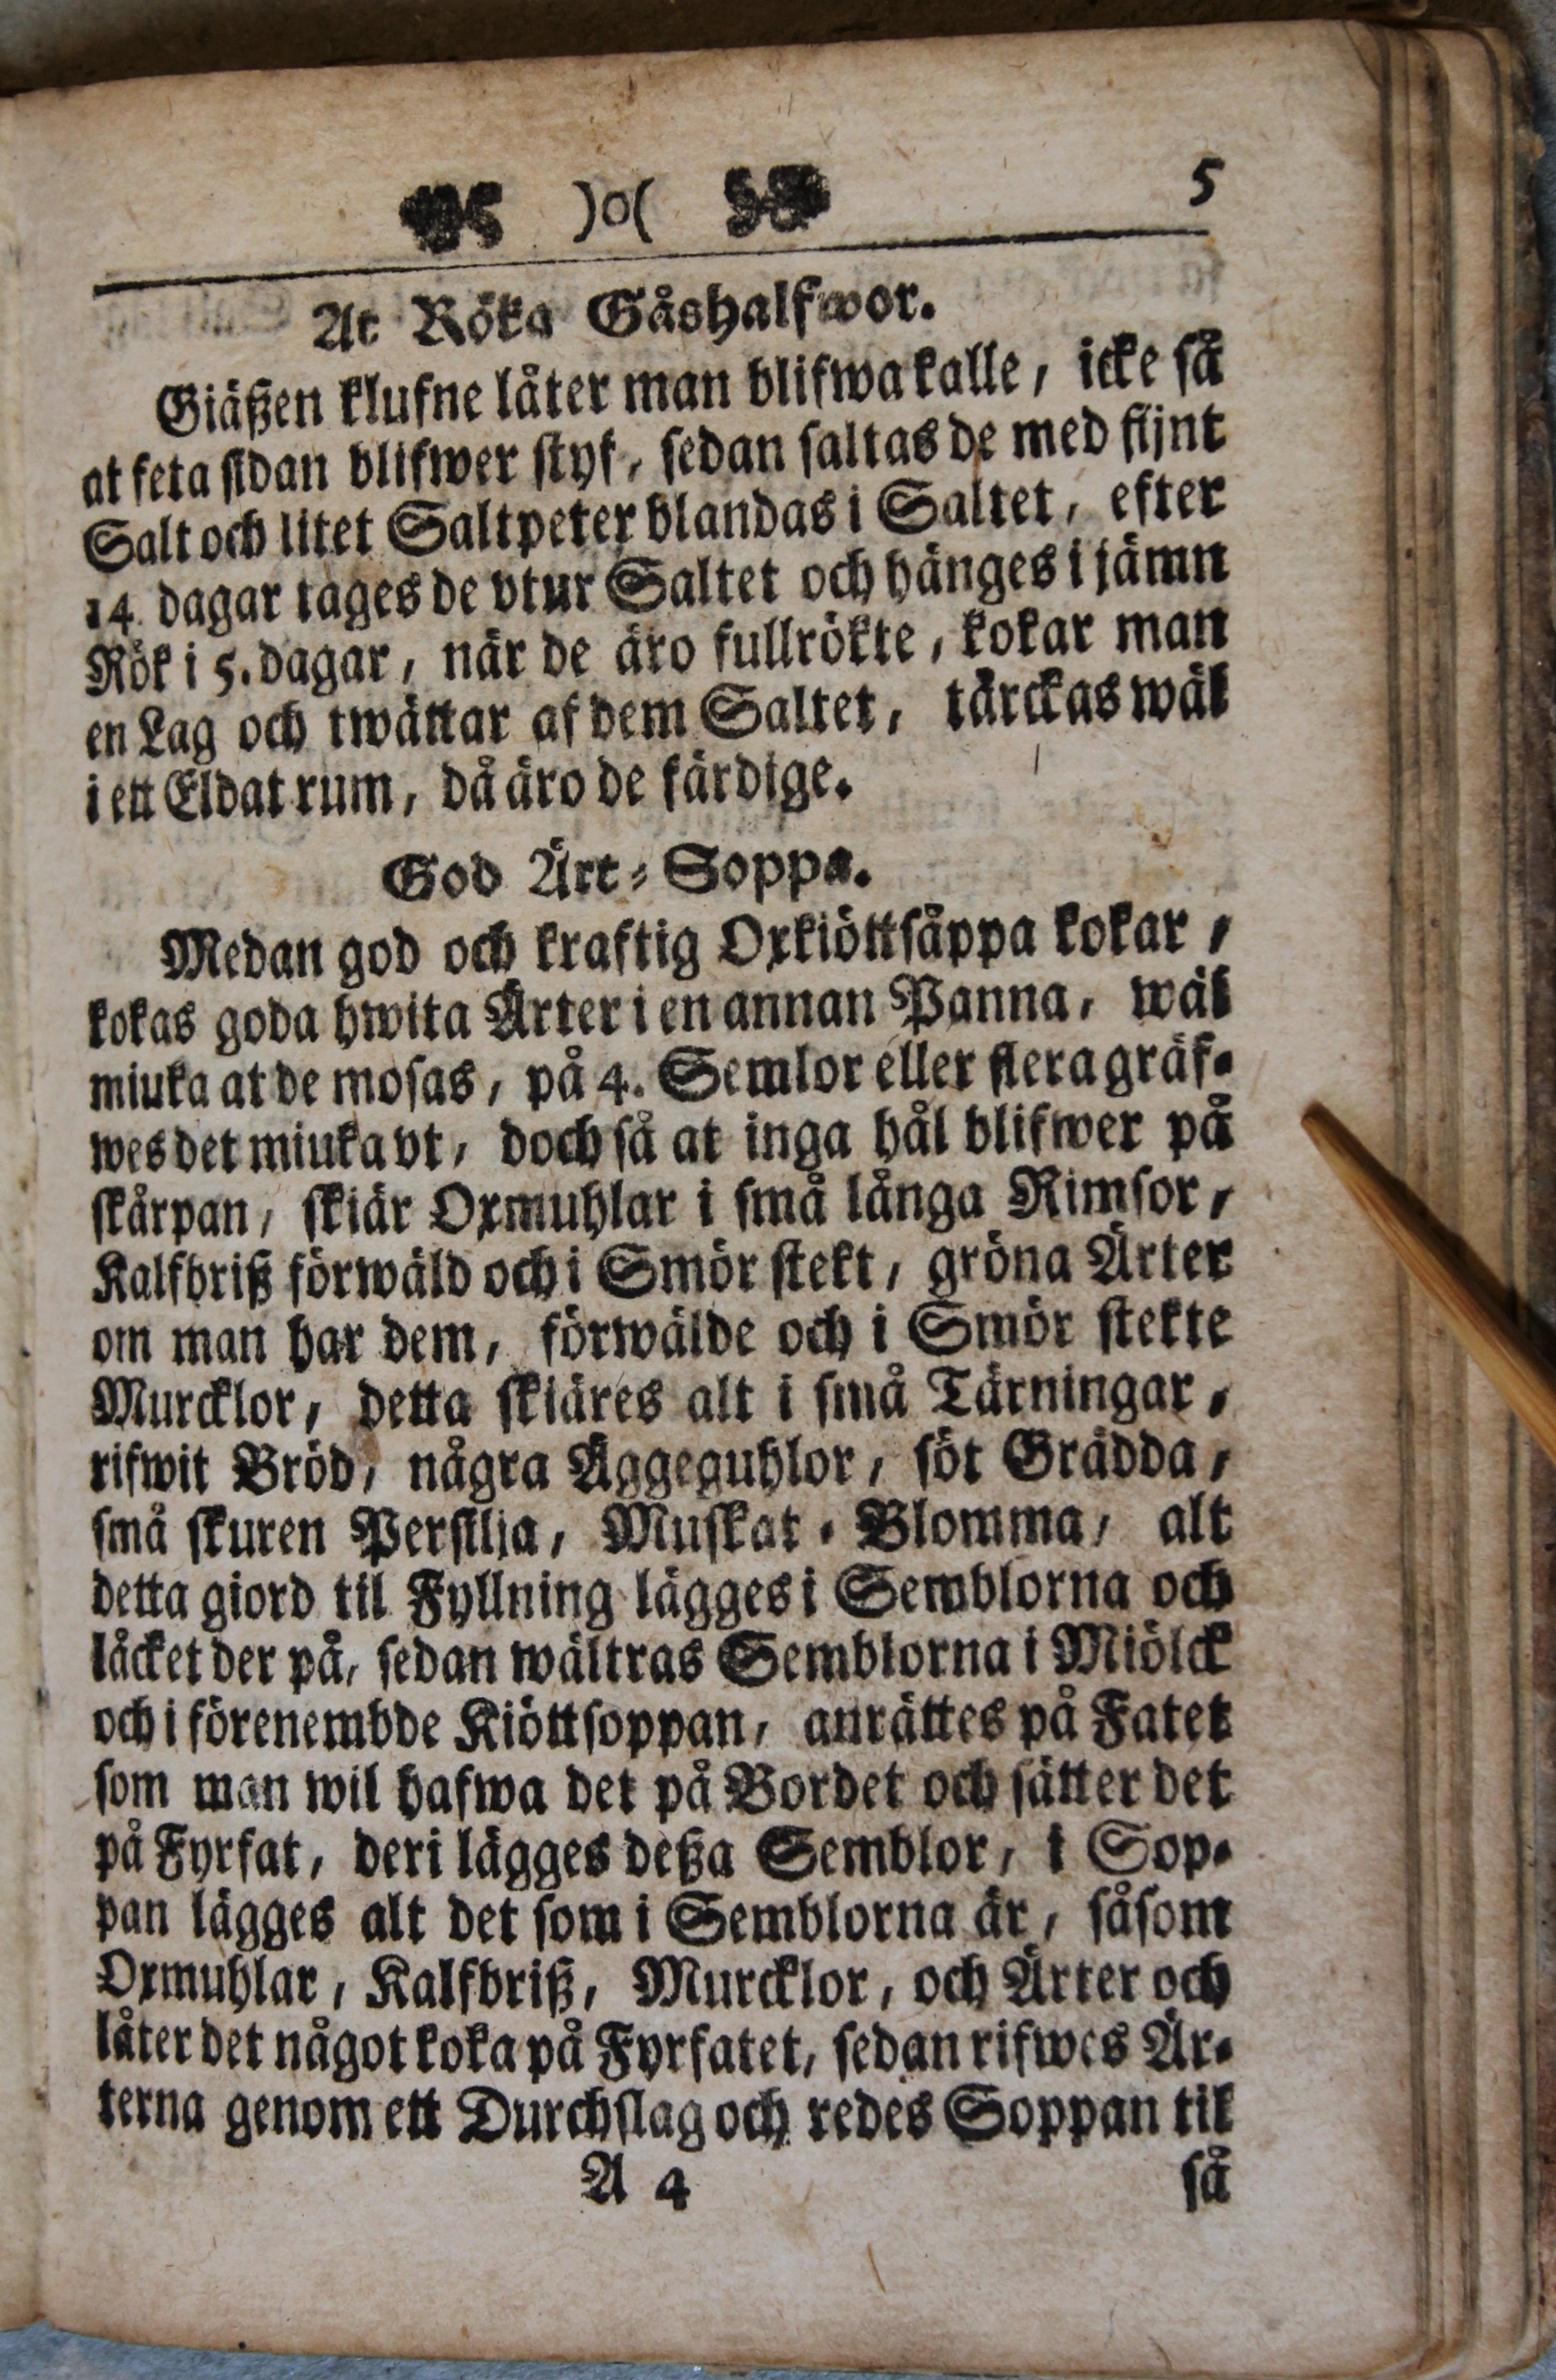 )o( 5
At Röka Gåshalfwor.
Giäßen klufne låter man blifwa kalle, icke så
at feta sidan blifwer styf, sedan saltas de med fijnt
Salt och litet Saltpeter blandas i Saltet, efter
14. dagar tages de vtur Saltet och hänges i jämn
Rök i 5. dagar, när de äro fullrökte, kokar man
en Lag och twättar af dem Saltet, tårckas wäl
i ett Eldat rum, då äro de färdige.
God Ärt-Soppa.
Medan god och kraftig Oxkiöttsåppa kokar,
kokas goda hwita Ärter i en annan Panna, wäl
miuka at de mosas, på 4. Semlor eller flera gräf-
wes det miuka vt, doch så at inga hål blifwer på
skårpan, skiär Oxmuhlar i små långa Rimsor,
Kalfbriß förwäld och i Smör stekt, gröna Ärter
om man har dem, förwälde och i Smör stekte
Murcklor, detta skiäres alt i små Tärningar,
rifwit Bröd, några Äggeguhlor, söt Grädda,
små skuren Persilja, Muskat-Blomma, alt
detta giord til Fyllning lägges i Semblorna och
låcket der på, sedan wältras Semblorna i Miölck
och i förenembde Kiöttsoppan, anrättes på Fatet
som man wil hafwa det på Bordet och sätter det
på Fyrfat, deri lägges deßa Semblor, i Sop-
pan lägges alt det som i Semblorna är, såsom
Oxmuhlar, Kalfbriß, Murcklor, och Ärter och
låter det något koka på Fyrfatet, sedan rifwes Är-
terna genom ett Durchslag och redes Soppan til
A 4 så